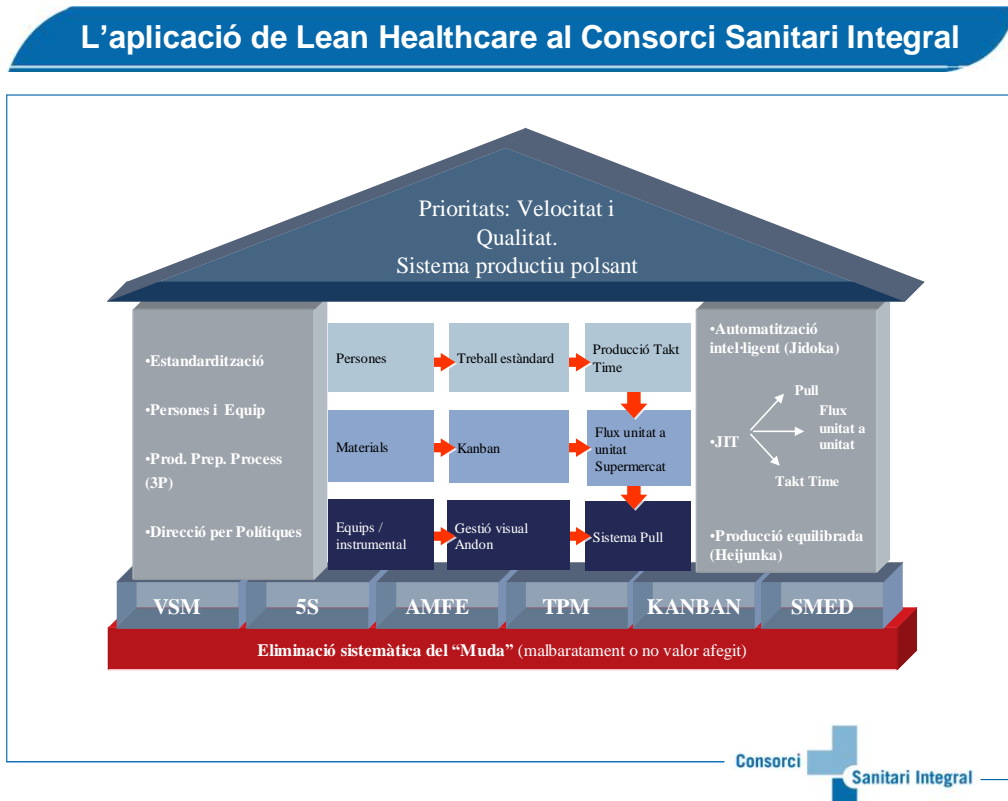 L'aplicació de Lean Healthcare al Consorci Sanitari Integral
Prioritats: Velocitat i
Qualitat.
Sistema productiu polsant
•Estandardització
•Persones i Equip
•Prod. Prep. Process
(3P)
•Direcció per Polítiques
Persones
Treball estàndard
Producció Takt
Time
Materials
Kanban
Flux unitat a
unitat
Supermercat
Equips /
instrumental
Gestió visual
Andon
Sistema Pull
•Automatització
intel·ligent (Jidoka)
Pull
•JIT
Flux
unitat a
unitat
Takt Time
•Producció equilibrada
(Heijunka)
VSM
5S
AMFE
TPM
KANBAN
SMED
Eliminació sistemàtica del “Muda” (malbaratament o no valor afegit)
Consorci
Sanitari Integral